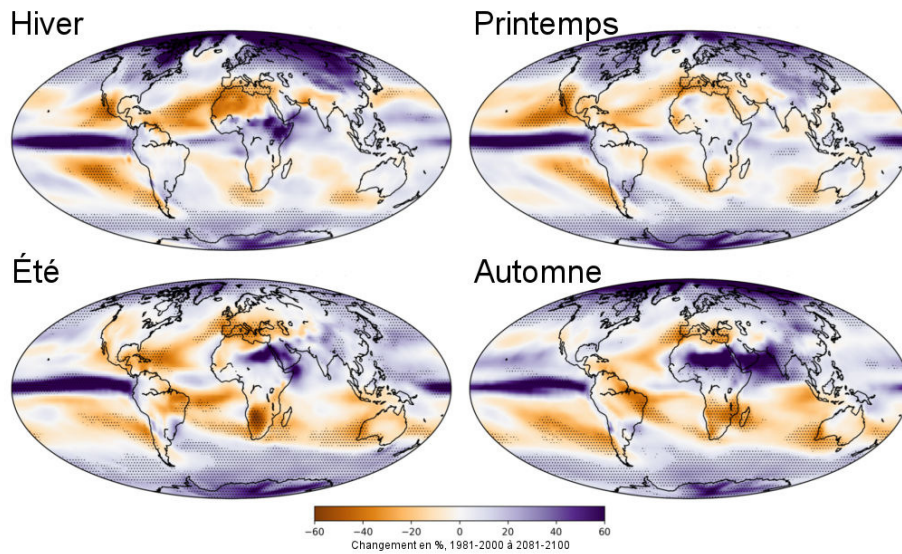 Hiver
Printemps
Été
Automne
−60 −40 −20 0 20 40 60
Changement en %, 1981-2000 à 2081-2100